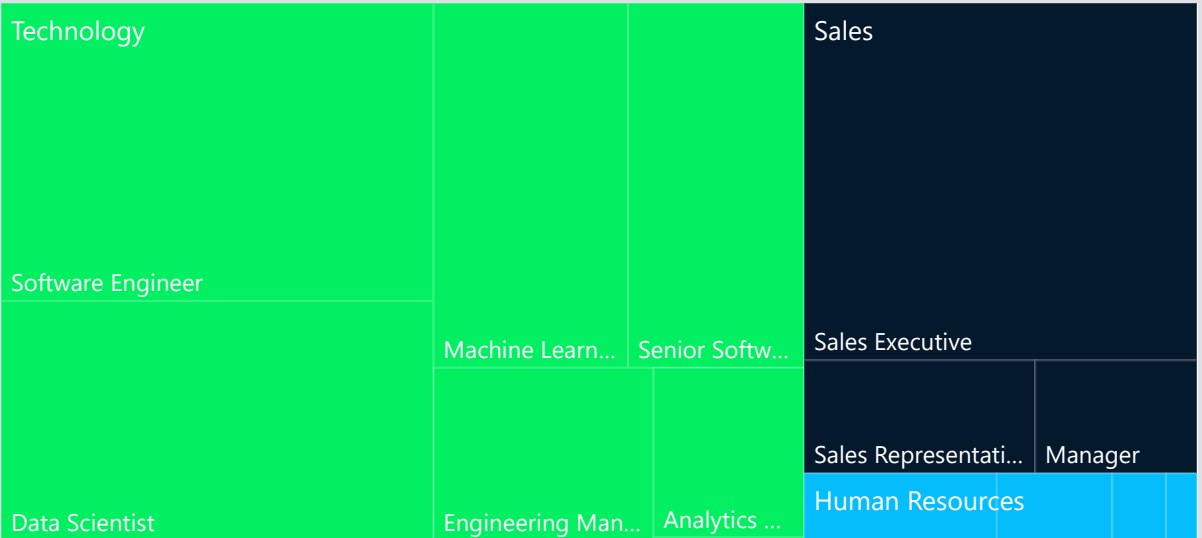 Technology
Software Engineer
Data Scientist
Machine Learn...
Senior Softw...
Engineering Man...
Analytics ...
Sales
Sales Executive
Sales Representati...
Manager
Human Resources